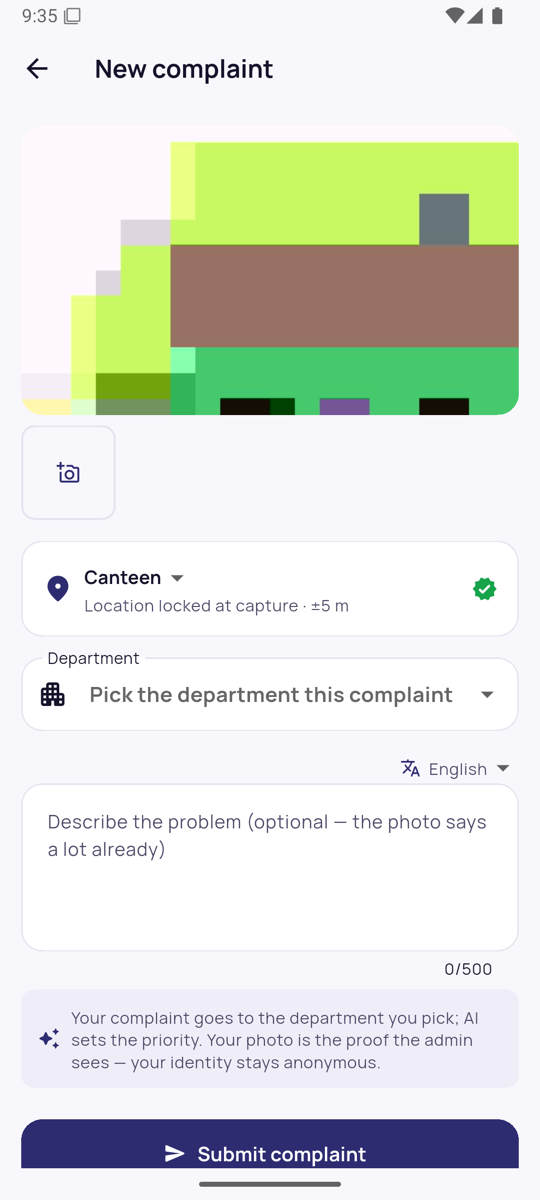 9:35
New complaint
Canteen
Location locked at capture · ±5 m
Department
Pick the department this complaint
English
Describe the problem (optional — the photo says
a lot already)
0/500
Your complaint goes to the department you pick; AI
sets the priority. Your photo is the proof the admin
sees — your identity stays anonymous.
Submit complaint